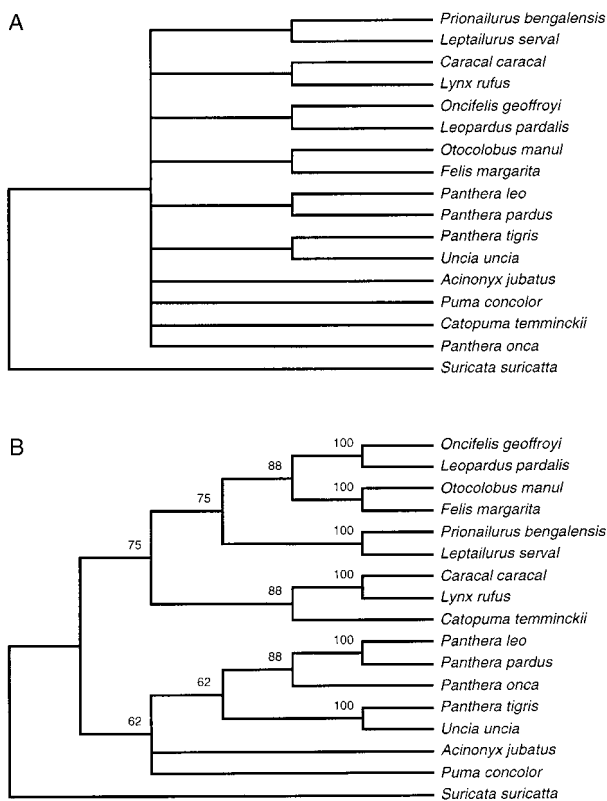 A
Prionailurus bengalensis
Leptailurus serval
Caracal caracal
Lynx rufus
Oncifelis geoffroyi
Leopardus pardalis
Otocolobus manul
Felis margarita
Panthera leo
Panthera pardus
Panthera tigris
Uncia uncia
Acinonyx jubatus
Puma concolor
Catopuma temminckii
Panthera onca
Suricata suricatta
B
100 Oncifelis geoffroyi
88 Leopardus pardalis
100 Otocolobus manul
75 Felis margarita
100 Prionailurus bengalensis
75 Leptailurus serval
100 Caracal caracal
88 Lynx rufus
Catopuma temminckii
100 Panthera leo
88 Panthera pardus
62 Panthera onca
100 Panthera tigris
62 Uncia uncia
Acinonyx jubatus
Puma concolor
Suricata suricatta